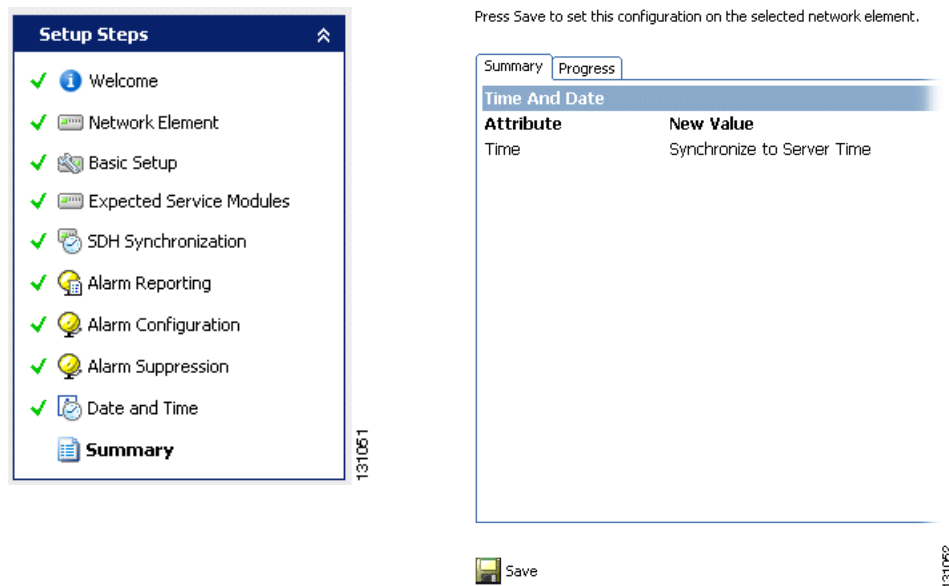 Setup Steps
Welcome
Network Element
Basic Setup
Expected Service Modules
SDH Synchronization
Alarm Reporting
Alarm Configuration
Alarm Suppression
Date and Time
Summary
131051
Press Save to set this configuration on the selected network element.
Summary Progress
Time And Date
Attribute New Value
Time Synchronize to Server Time
Save
131052